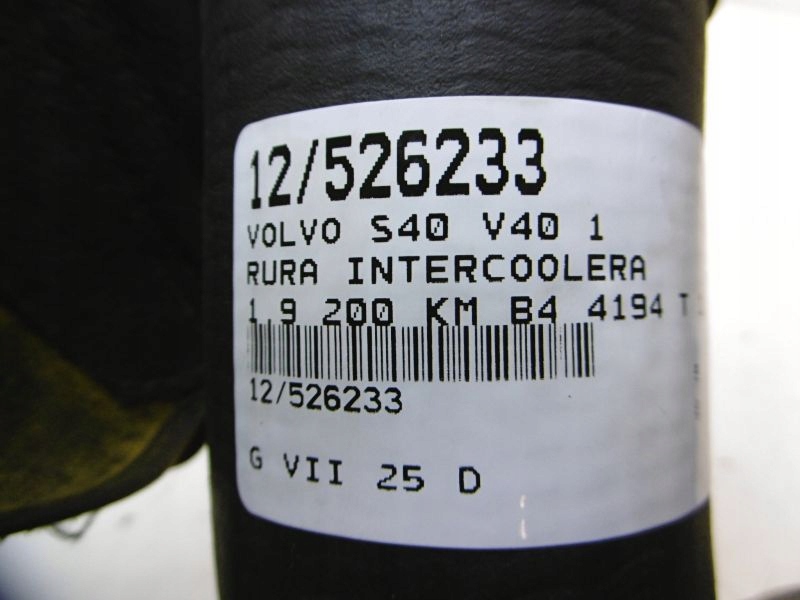 12/526233
VOLVO S40 V40 1
RURA INTERCOOLERA
1.9 200 KM B4 4194 T
12/526233
G VII 25 D